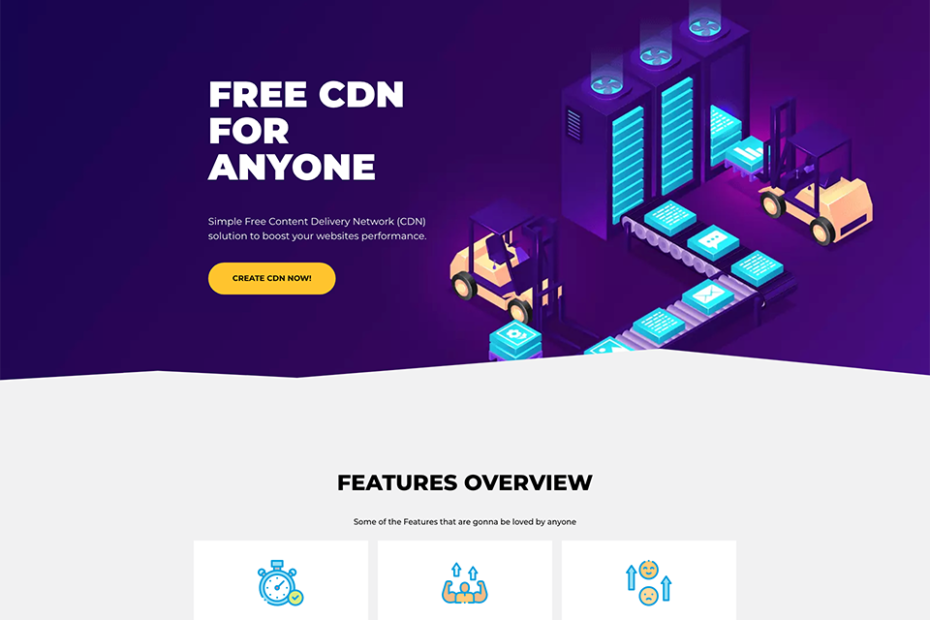 FREE CDN
FOR
ANYONE
Simple Free Content Delivery Network (CDN)
solution to boost your websites performance.
CREATE CDN NOW!
FEATURES OVERVIEW
Some of the Features that are gonna be loved by anyone